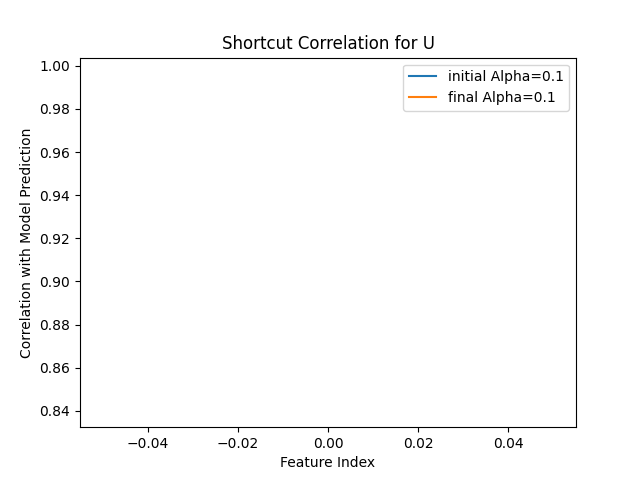 Shortcut Correlation for U
initial Alpha=0.1
final Alpha=0.1
Correlation with Model Prediction
1.00
0.98
0.96
0.94
0.92
0.90
0.88
0.86
0.84
−0.04 −0.02 0.00 0.02 0.04
Feature Index